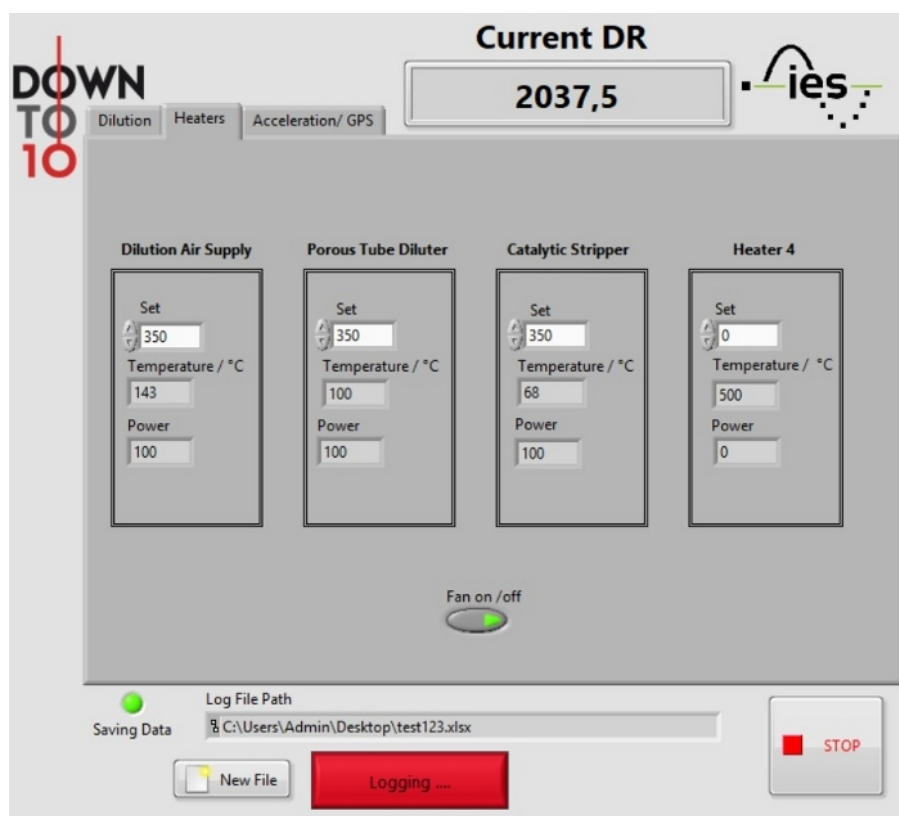 Current DR
2037,5
DOWN
TO
10
ies
Dilution
Heaters
Acceleration/ GPS
Dilution Air Supply
Set
350
Temperature / °C
143
Power
100
Porous Tube Diluter
Set
350
Temperature / °C
100
Power
100
Catalytic Stripper
Set
350
Temperature / °C
68
Power
100
Heater 4
Set
0
Temperature / °C
500
Power
0
Fan on /off
Saving Data
Log File Path
C:\Users\Admin\Desktop\test123.xlsx
New File
Logging ....
STOP